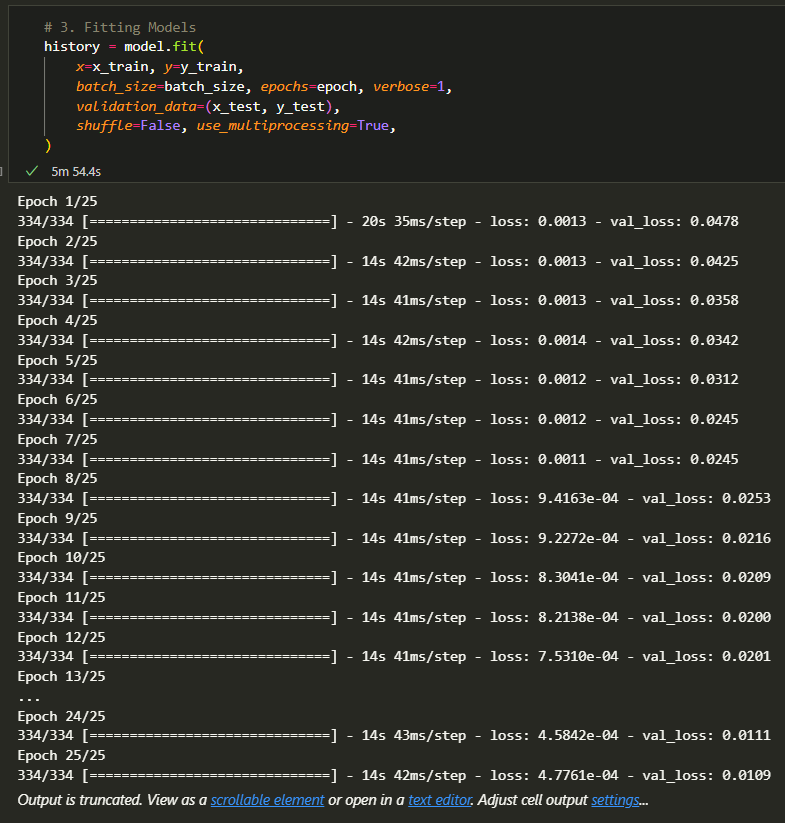 # 3. Fitting Models
history = model.fit(
x=x_train, y=y_train,
batch_size=batch_size, epochs=epoch, verbose=1,
validation_data=(x_test, y_test),
shuffle=False, use_multiprocessing=True,
)
5m 54.4s
Epoch 1/25
334/334 [==============================] - 20s 35ms/step - loss: 0.0013 - val_loss: 0.0478
Epoch 2/25
334/334 [==============================] - 14s 42ms/step - loss: 0.0013 - val_loss: 0.0425
Epoch 3/25
334/334 [==============================] - 14s 41ms/step - loss: 0.0013 - val_loss: 0.0358
Epoch 4/25
334/334 [==============================] - 14s 42ms/step - loss: 0.0014 - val_loss: 0.0342
Epoch 5/25
334/334 [==============================] - 14s 41ms/step - loss: 0.0012 - val_loss: 0.0312
Epoch 6/25
334/334 [==============================] - 14s 41ms/step - loss: 0.0012 - val_loss: 0.0245
Epoch 7/25
334/334 [==============================] - 14s 41ms/step - loss: 0.0011 - val_loss: 0.0245
Epoch 8/25
334/334 [==============================] - 14s 41ms/step - loss: 9.4163e-04 - val_loss: 0.0253
Epoch 9/25
334/334 [==============================] - 14s 41ms/step - loss: 9.2272e-04 - val_loss: 0.0216
Epoch 10/25
334/334 [==============================] - 14s 41ms/step - loss: 8.3041e-04 - val_loss: 0.0209
Epoch 11/25
334/334 [==============================] - 14s 41ms/step - loss: 8.2138e-04 - val_loss: 0.0200
Epoch 12/25
334/334 [==============================] - 14s 41ms/step - loss: 7.5310e-04 - val_loss: 0.0201
Epoch 13/25
...
Epoch 24/25
334/334 [==============================] - 14s 43ms/step - loss: 4.5842e-04 - val_loss: 0.0111
Epoch 25/25
334/334 [==============================] - 14s 42ms/step - loss: 4.7761e-04 - val_loss: 0.0109
Output is truncated. View as a scrollable element or open in a text editor. Adjust cell output settings...